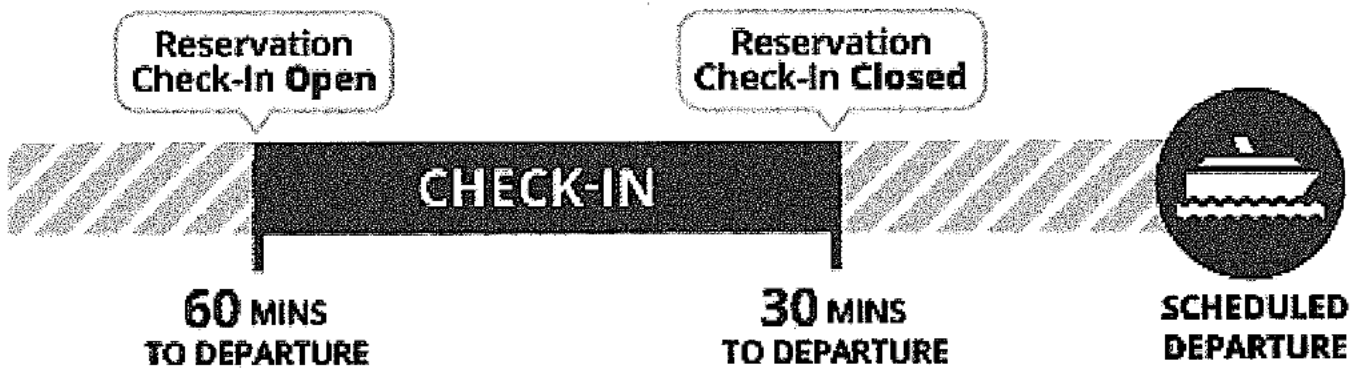 Reservation
Check-In Open
Reservation
Check-In Closed
CHECK-IN
60 MINS
TO DEPARTURE
30 MINS
TO DEPARTURE
SCHEDULED
DEPARTURE